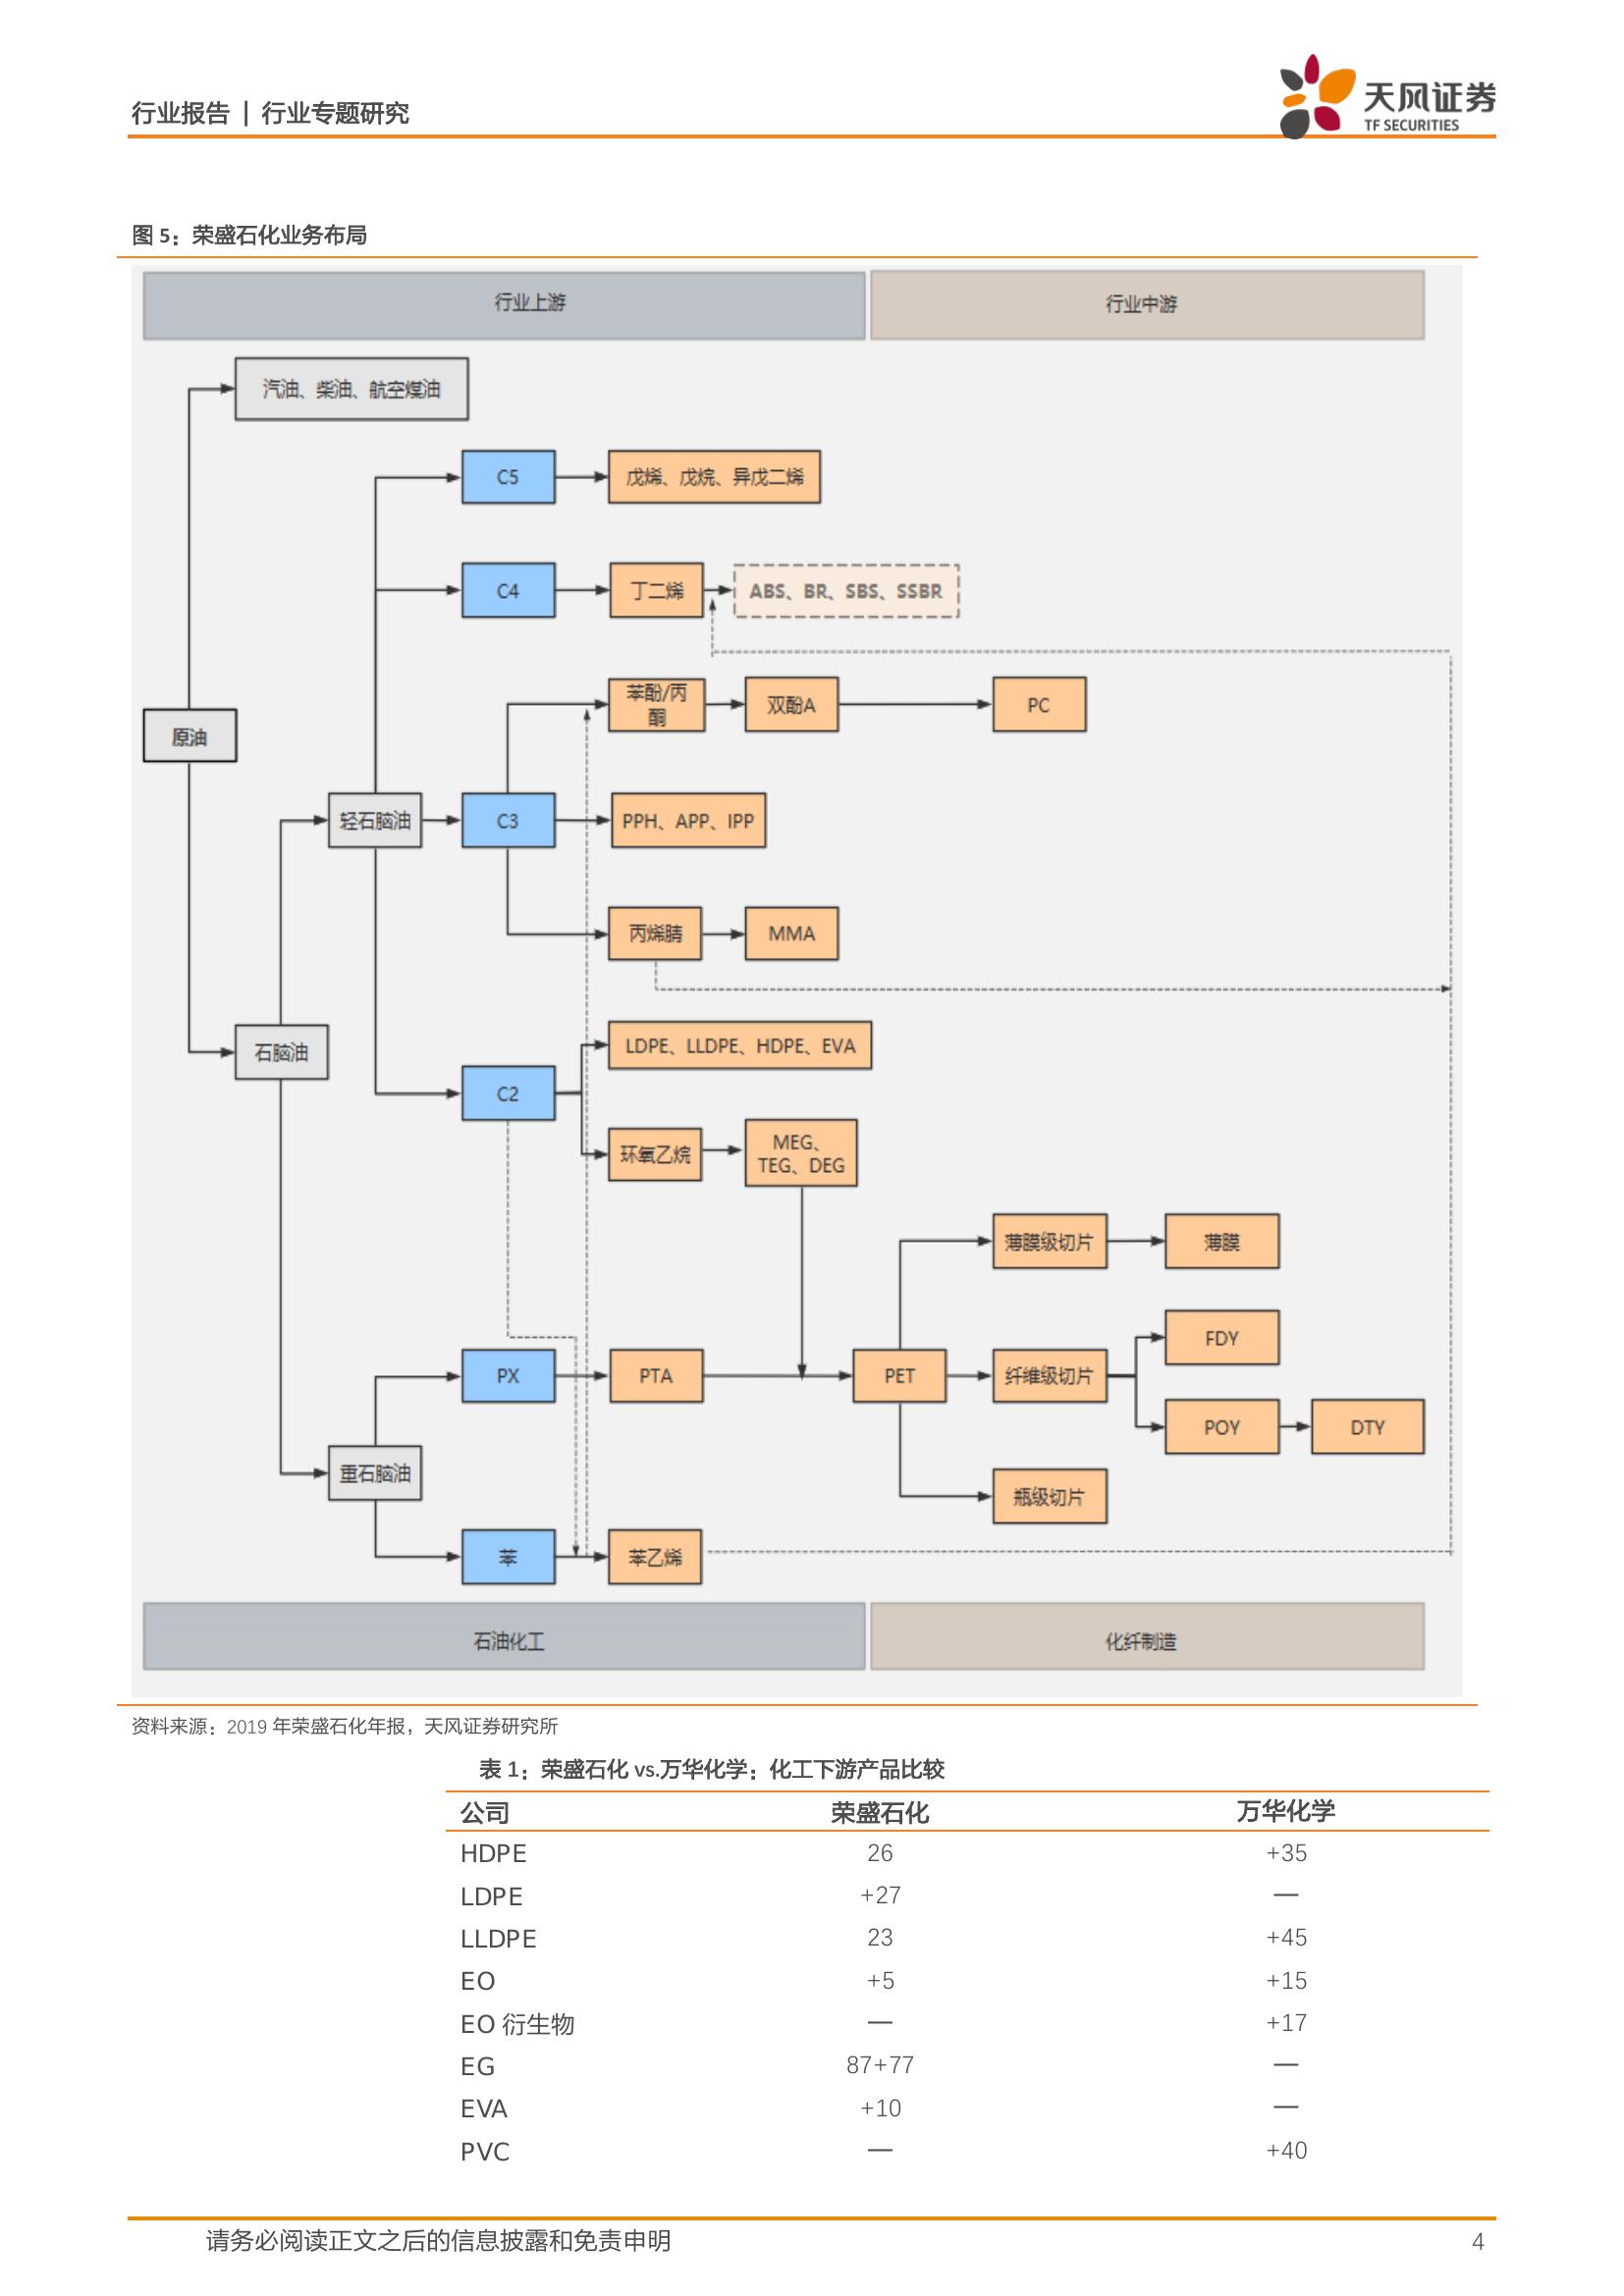 行业报告 | 行业专题研究
天风证券
TF SECURITIES
图 5：荣盛石化业务布局
行业上游
行业中游
汽油、柴油、航空煤油
C5
戊烯、戊烷、异戊二烯
C4
丁二烯
ABS、BR、SBS、SSBR
苯酚/丙
酮
双酚A
PC
原油
轻石脑油
C3
PPH、APP、IPP
丙烯腈
MMA
石脑油
LDPE、LLDPE、HDPE、EVA
C2
环氧乙烷
MEG、
TEG、DEG
薄膜级切片
薄膜
FDY
PX
PTA
PET
纤维级切片
POY
DTY
重石脑油
瓶级切片
苯
苯乙烯
石油化工
化纤制造
资料来源：2019 年荣盛石化年报，天风证券研究所
表 1：荣盛石化 vs.万华化学：化工下游产品比较
公司 荣盛石化 万华化学
HDPE 26 +35
LDPE +27 —
LLDPE 23 +45
EO +5 +15
EO 衍生物 — +17
EG 87+77 —
EVA +10 —
PVC — +40
请务必阅读正文之后的信息披露和免责申明 4